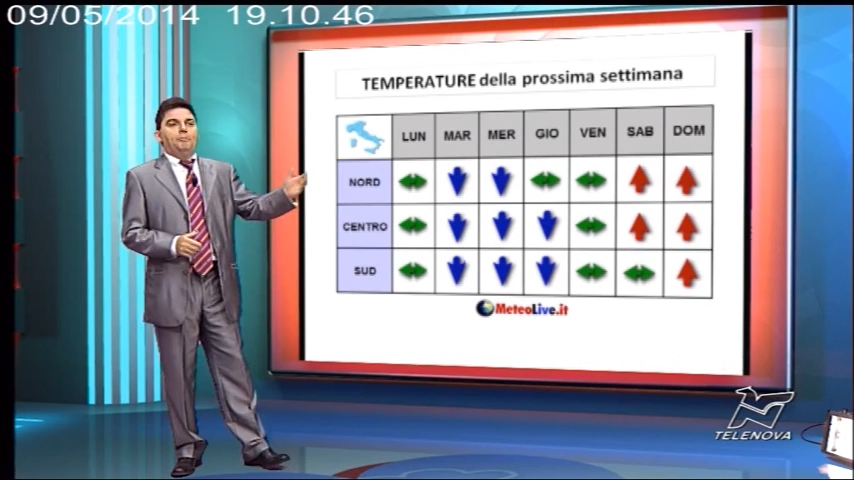 09/05/2014 19.10.46
TEMPERATURE della prossima settimana
LUN MAR MER GIO VEN SAB DOM
NORD
CENTRO
SUD
MeteoLive.it
TELENOVA